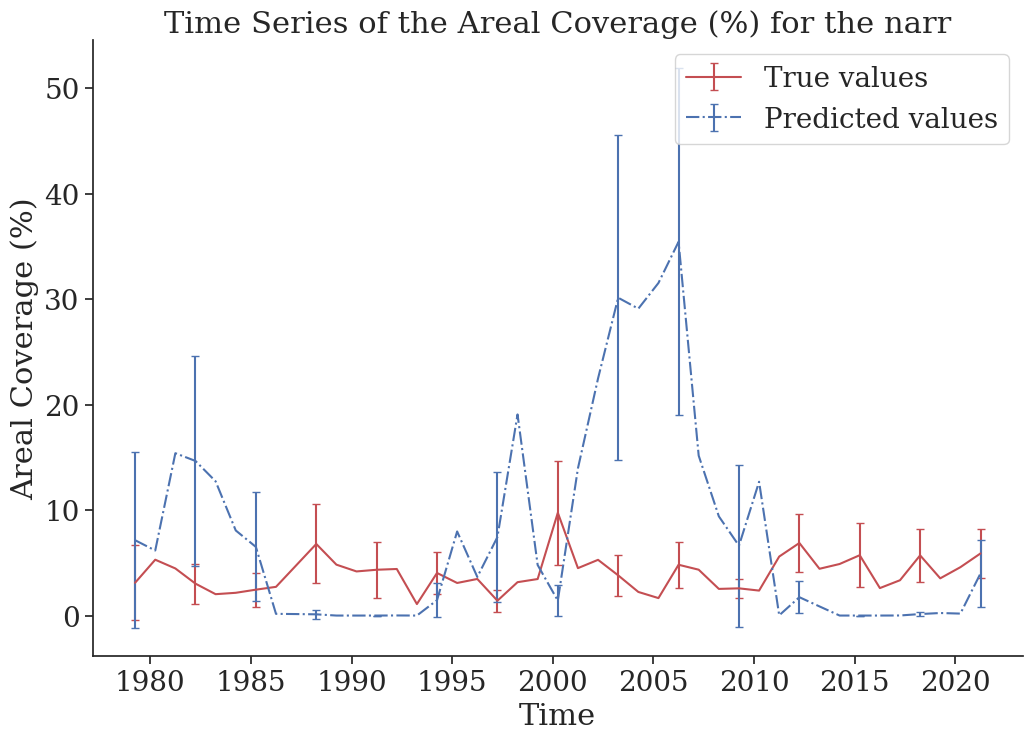 Time Series of the Areal Coverage (%) for the narr
True values
Predicted values
Areal Coverage (%)
50
40
30
20
10
0
1980 1985 1990 1995 2000 2005 2010 2015 2020
Time